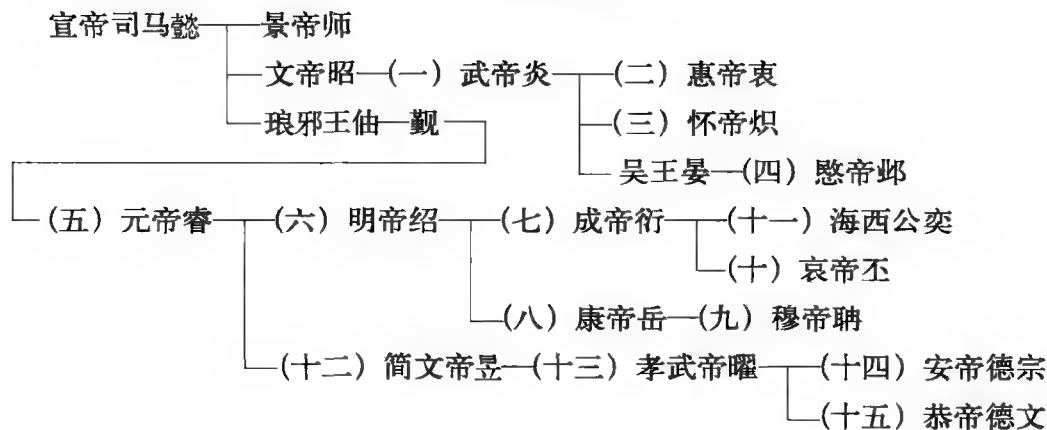 宣帝司马懿 景帝师
文帝昭 (一) 武帝炎 (二) 惠帝衷
琅邪王伷 觐 (三) 怀帝炽
吴王晏 (四) 愍帝邺
(五) 元帝睿 (六) 明帝绍 (七) 成帝衍 (十一) 海西公奕
(十) 哀帝丕
(八) 康帝岳 (九) 穆帝聃
(十二) 简文帝昱 (十三) 孝武帝曜 (十四) 安帝德宗
(十五) 恭帝德文